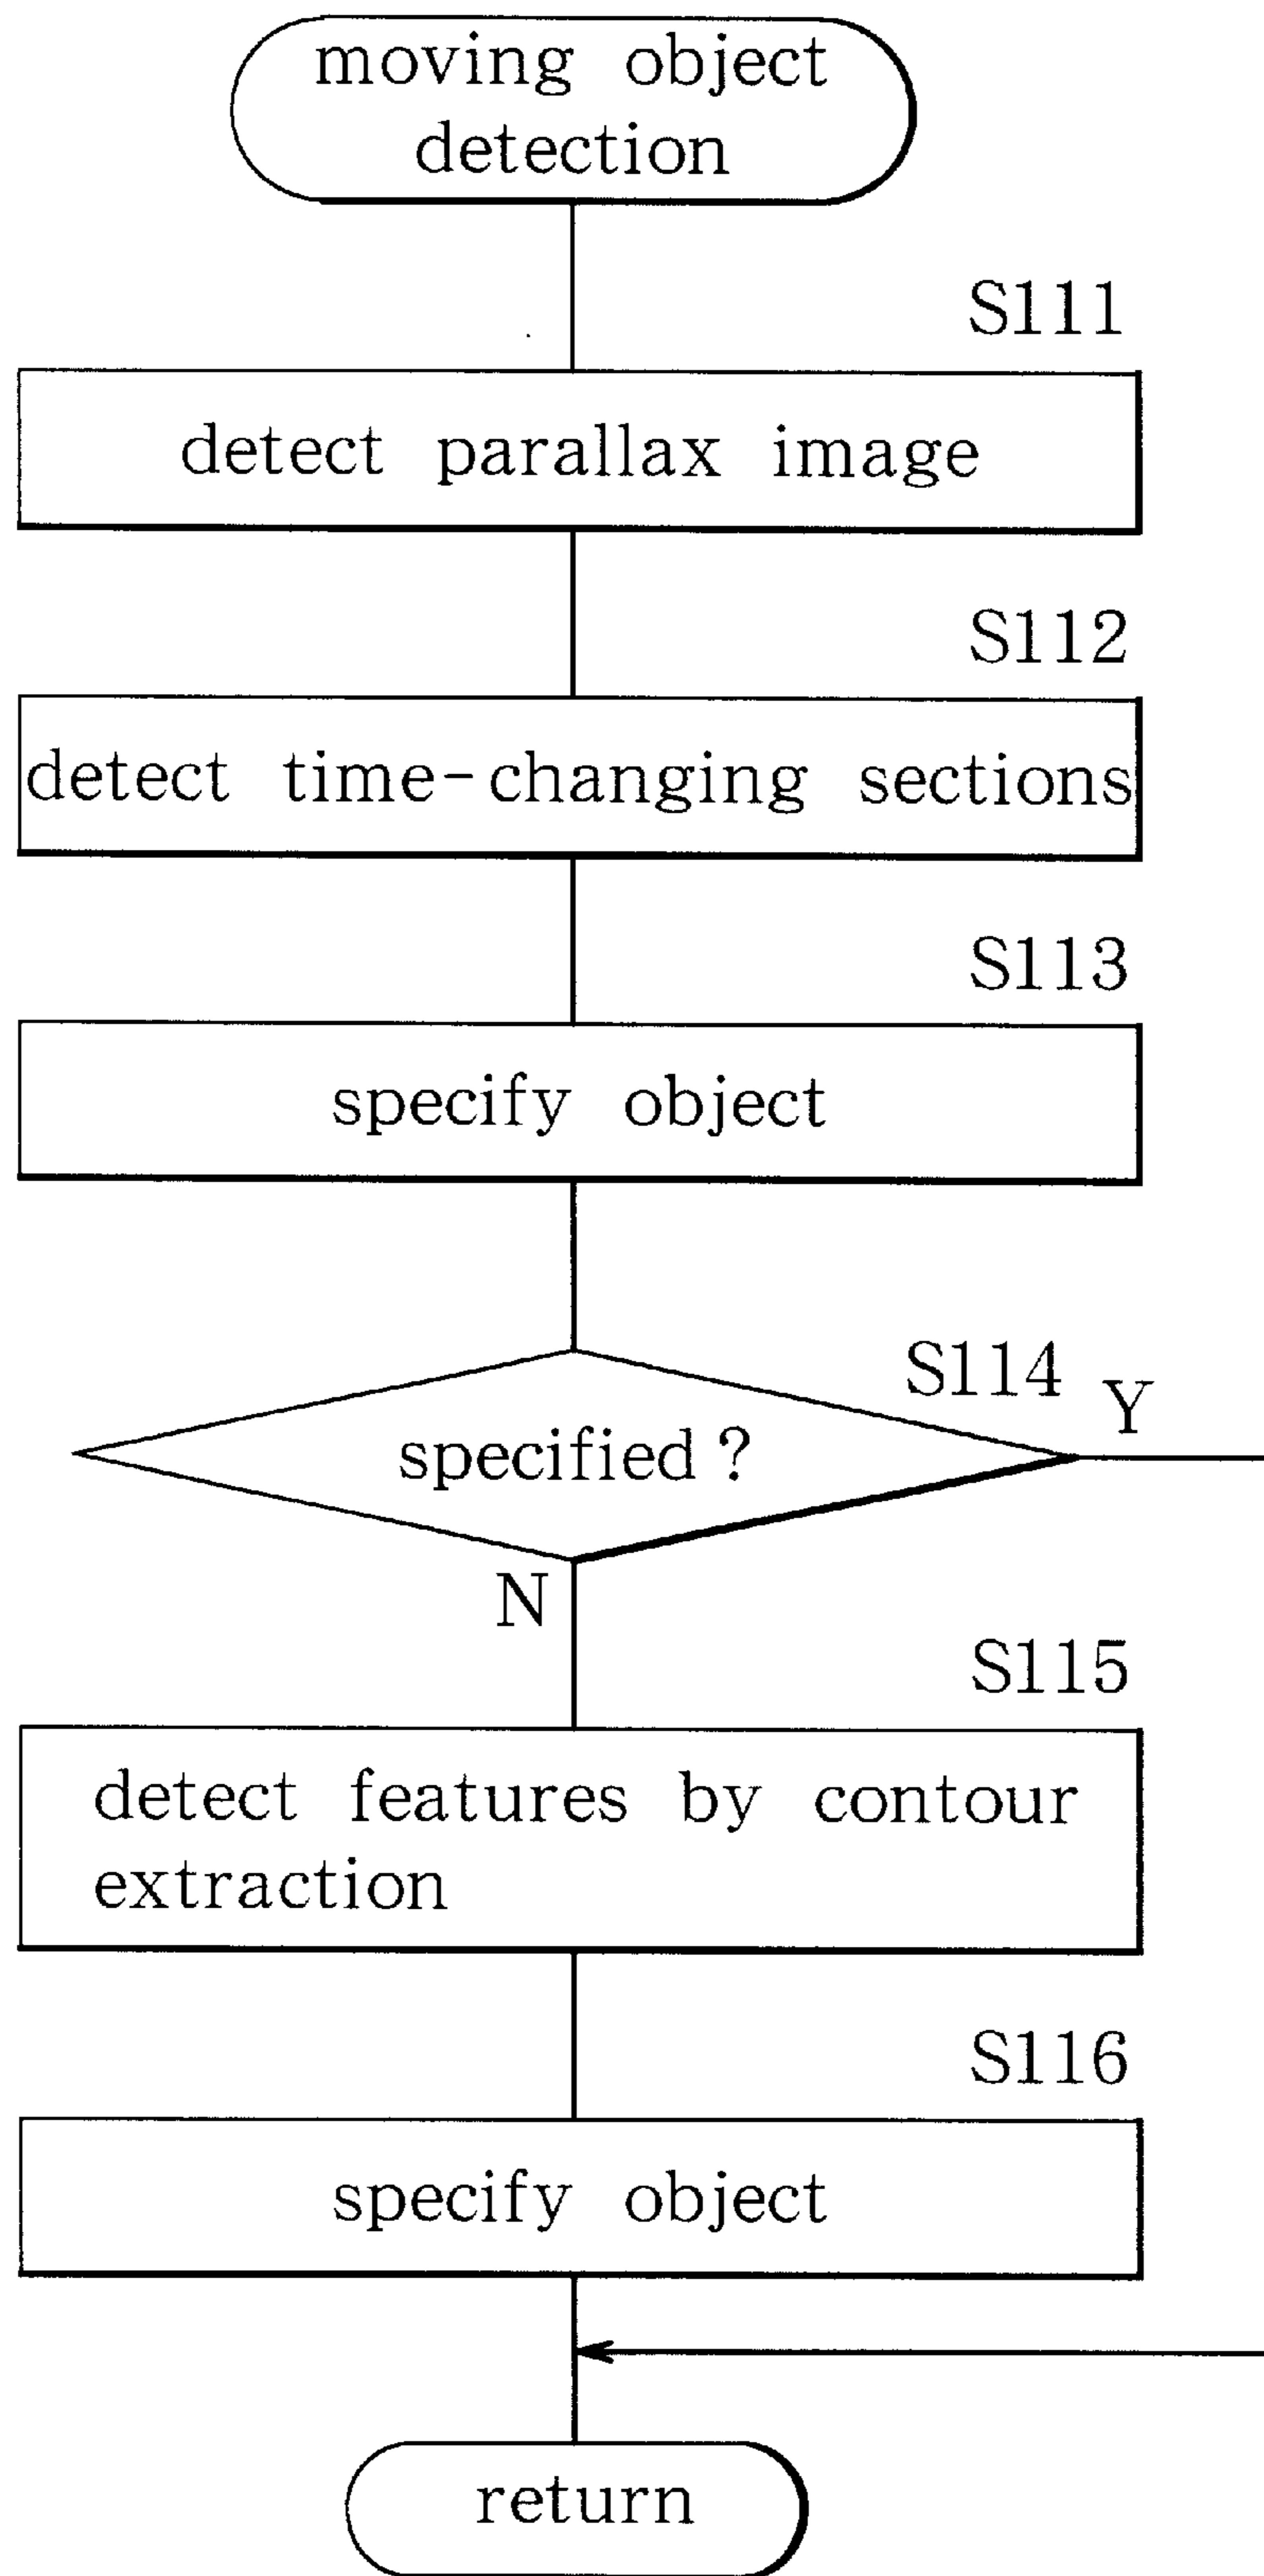 moving object
detection
S111
detect parallax image
S112
detect time-changing sections
S113
specify object
S114
Y
specified?
N
S115
detect features by contour
extraction
S116
specify object
return